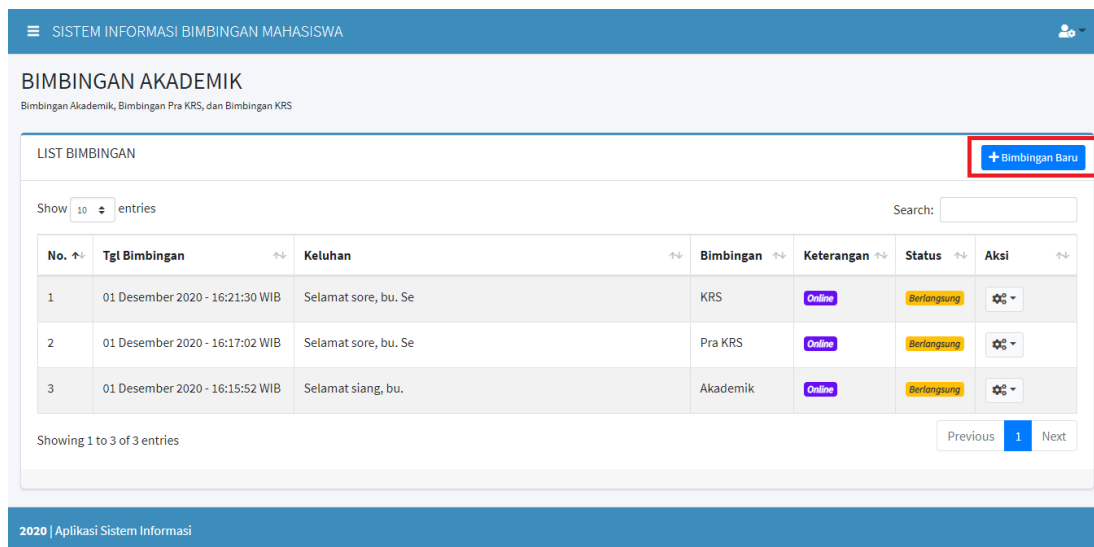 SISTEM INFORMASI BIMBINGAN MAHASISWA
BIMBINGAN AKADEMIK
Bimbingan Akademik, Bimbingan Pra KRS, dan Bimbingan KRS
LIST BIMBINGAN
+ Bimbingan Baru
Show 10 entries
Search:
No. Tgl Bimbingan Keluhan Bimbingan Keterangan Status Aksi
1 01 Desember 2020 - 16:21:30 WIB Selamat sore, bu. Se KRS Online Berlangsung
2 01 Desember 2020 - 16:17:02 WIB Selamat sore, bu. Se Pra KRS Online Berlangsung
3 01 Desember 2020 - 16:15:52 WIB Selamat siang, bu. Akademik Online Berlangsung
Showing 1 to 3 of 3 entries
Previous 1 Next
2020 | Aplikasi Sistem Informasi